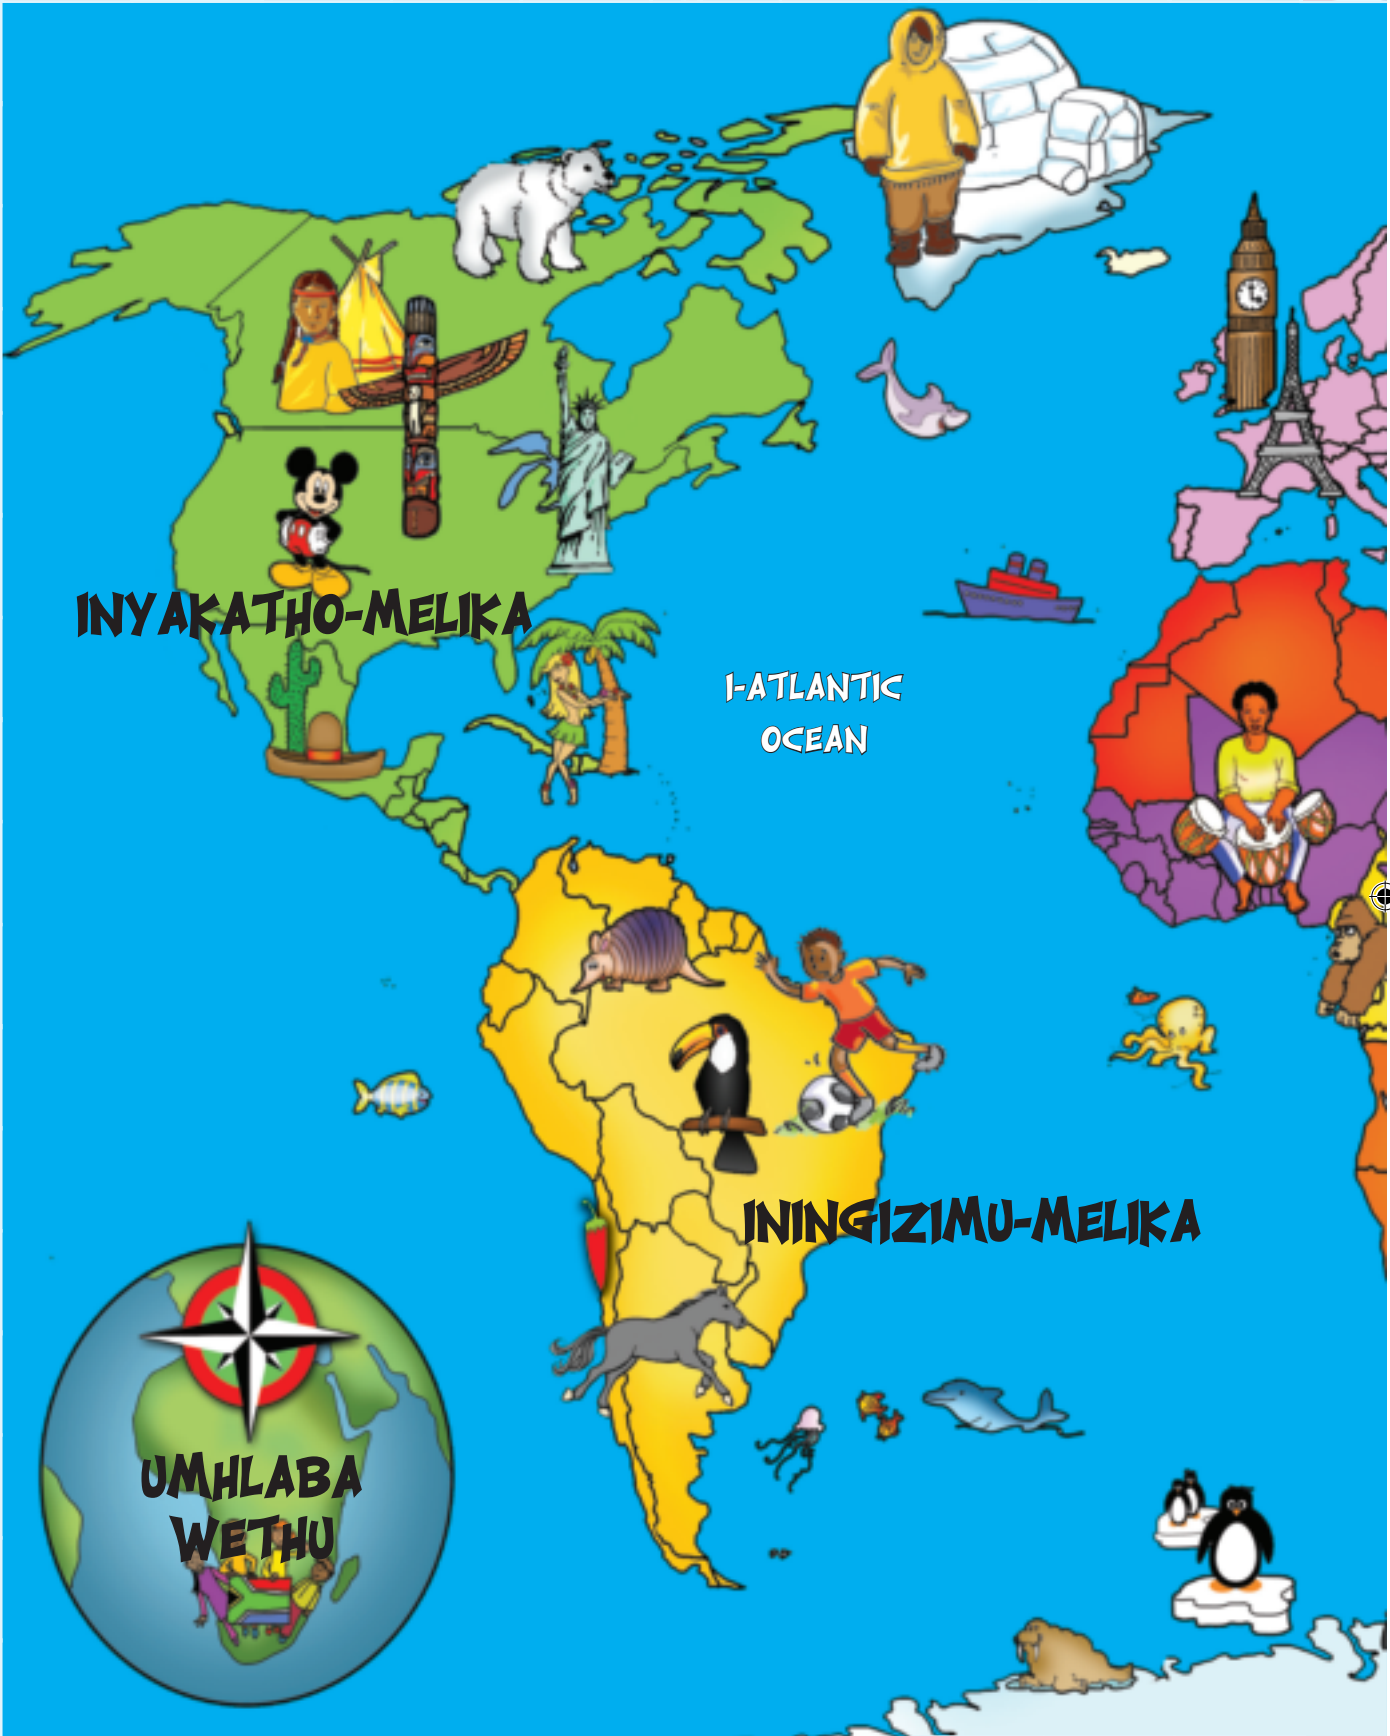 INYAKATHO-MELIKA
I-ATLANTIC
OCEAN
ININGIZIMU-MELIKA
UMHLABA
WETHU